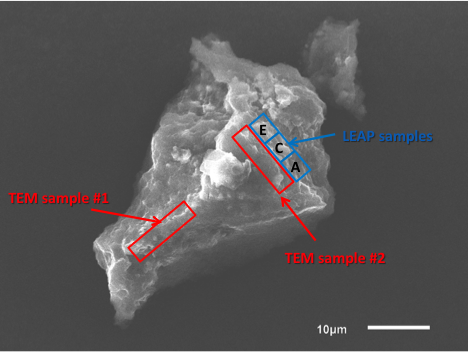 E
C
LEAP samples
A
TEM sample #1
TEM sample #2
10µm